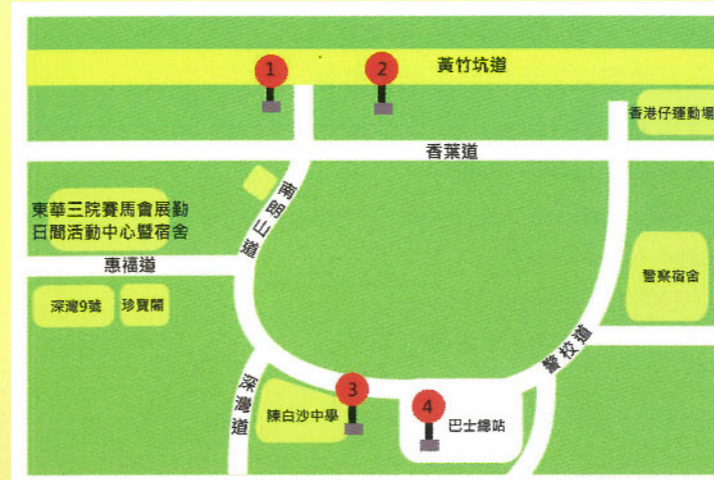 1
2
黃竹坑道
香港仔運動場
香葉道
南朗山道
東華三院賽馬會展勤
日間活動中心暨宿舍
惠福道
深灣9號
珍寶閣
警察宿舍
警校道
深灣道
陳白沙中學
3
4
巴士總站